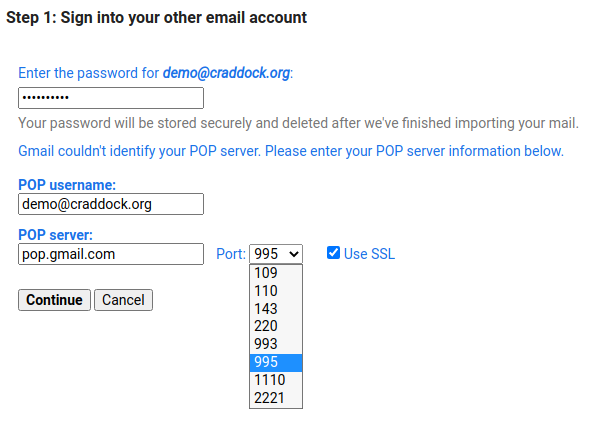 Step 1: Sign into your other email account
Enter the password for demo@craddock.org:
••••••••••
Your password will be stored securely and deleted after we've finished importing your mail.
Gmail couldn't identify your POP server. Please enter your POP server information below.
POP username:
demo@craddock.org
POP server:
pop.gmail.com Port: 995 Use SSL
109
110
143
220
993
995
1110
2221
Continue Cancel